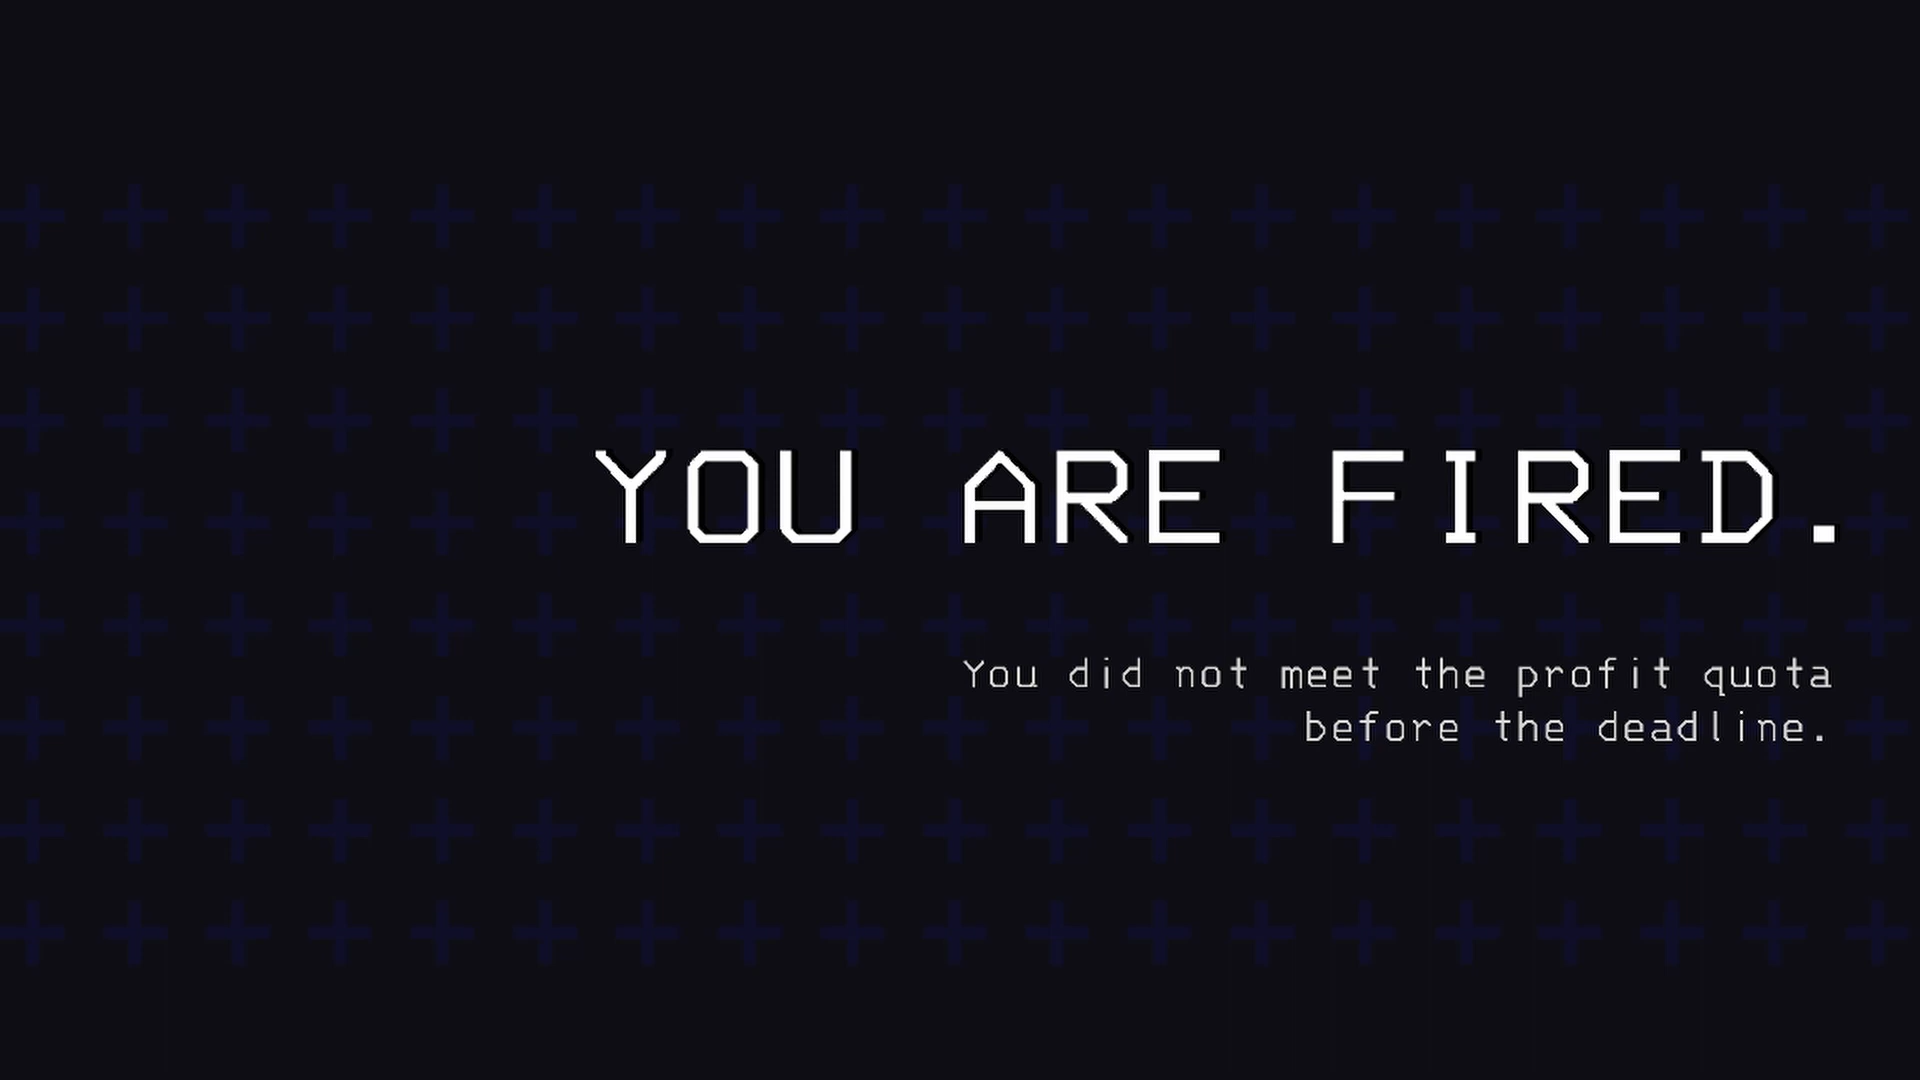 YOU ARE FIRED.
You did not meet the profit quota
before the deadline.